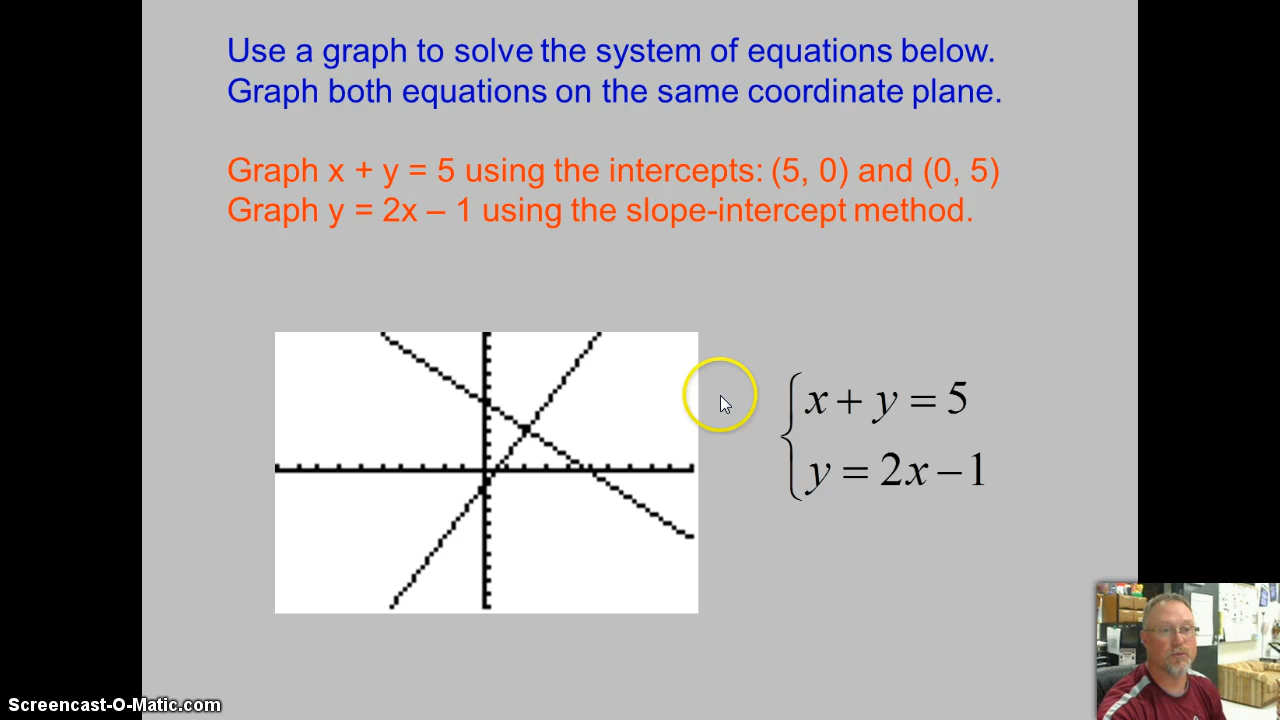 Use a graph to solve the system of equations below.
Graph both equations on the same coordinate plane.
Graph x + y = 5 using the intercepts: (5, 0) and (0, 5)
Graph y = 2x – 1 using the slope-intercept method.
x + y = 5
y = 2x − 1
Screencast-O-Matic.com